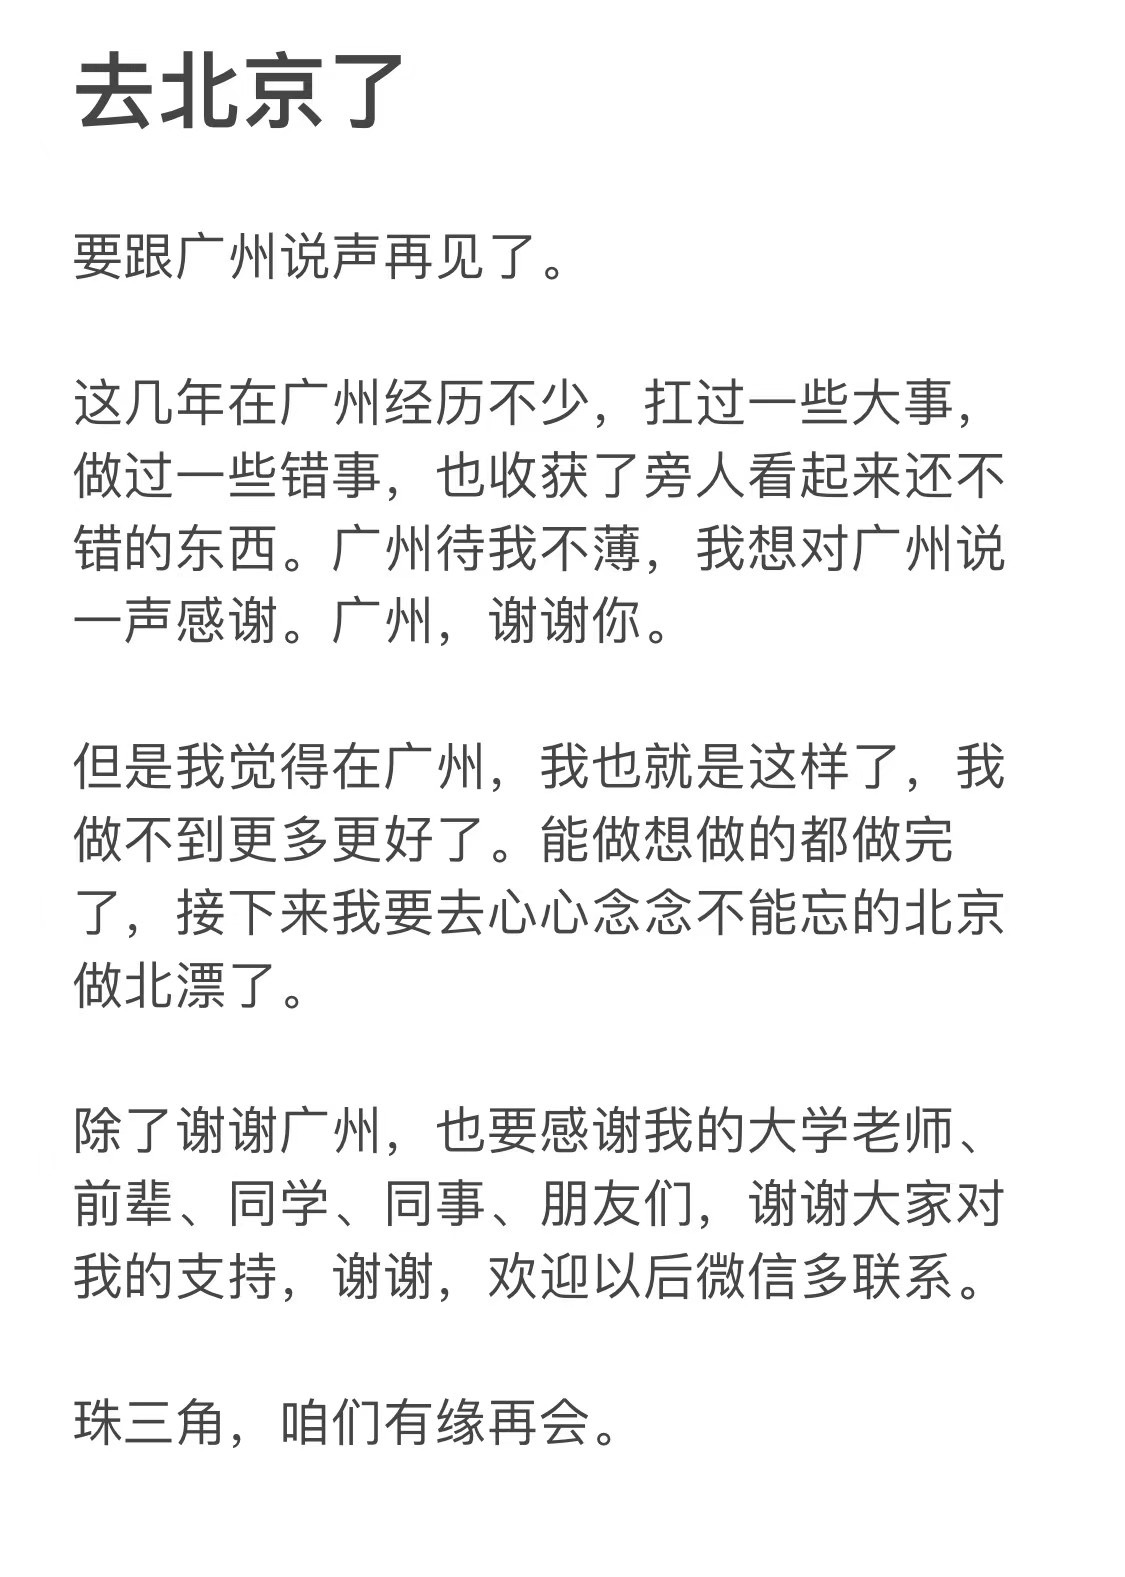 去北京了
要跟广州说声再见了。
这几年在广州经历不少，扛过一些大事，
做过一些错事，也收获了旁人看起来还不
错的东西。广州待我不薄，我想对广州说
一声感谢。广州，谢谢你。
但是我觉得在广州，我也就是这样了，我
做不到更多更好了。能做想做的都做完
了，接下来我要去心心念念不能忘的北京
做北漂了。
除了谢谢广州，也要感谢我的大学老师、
前辈、同学、同事、朋友们，谢谢大家对
我的支持，谢谢，欢迎以后微信多联系。
珠三角，咱们有缘再会。